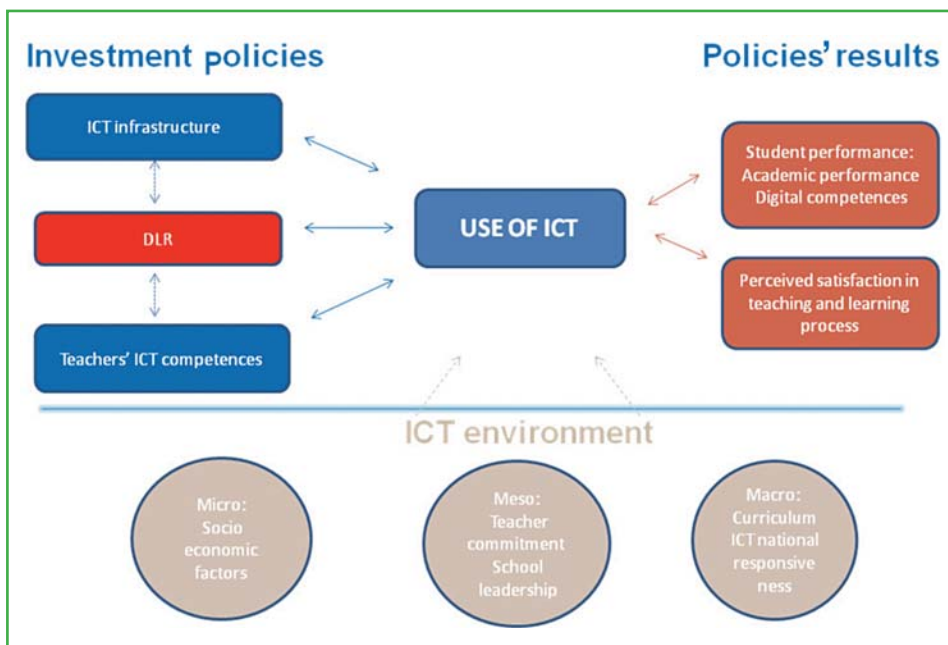 Investment policies
Policies' results
ICT infrastructure
DLR
Teachers' ICT competences
USE OF ICT
Student performance:
Academic performance
Digital competences
Perceived satisfaction in
teaching and learning
process
ICT environment
Micro:
Socio
economic
factors
Meso:
Teacher
commitment
School
leadership
Macro:
Curriculum
ICT national
responsive
ness